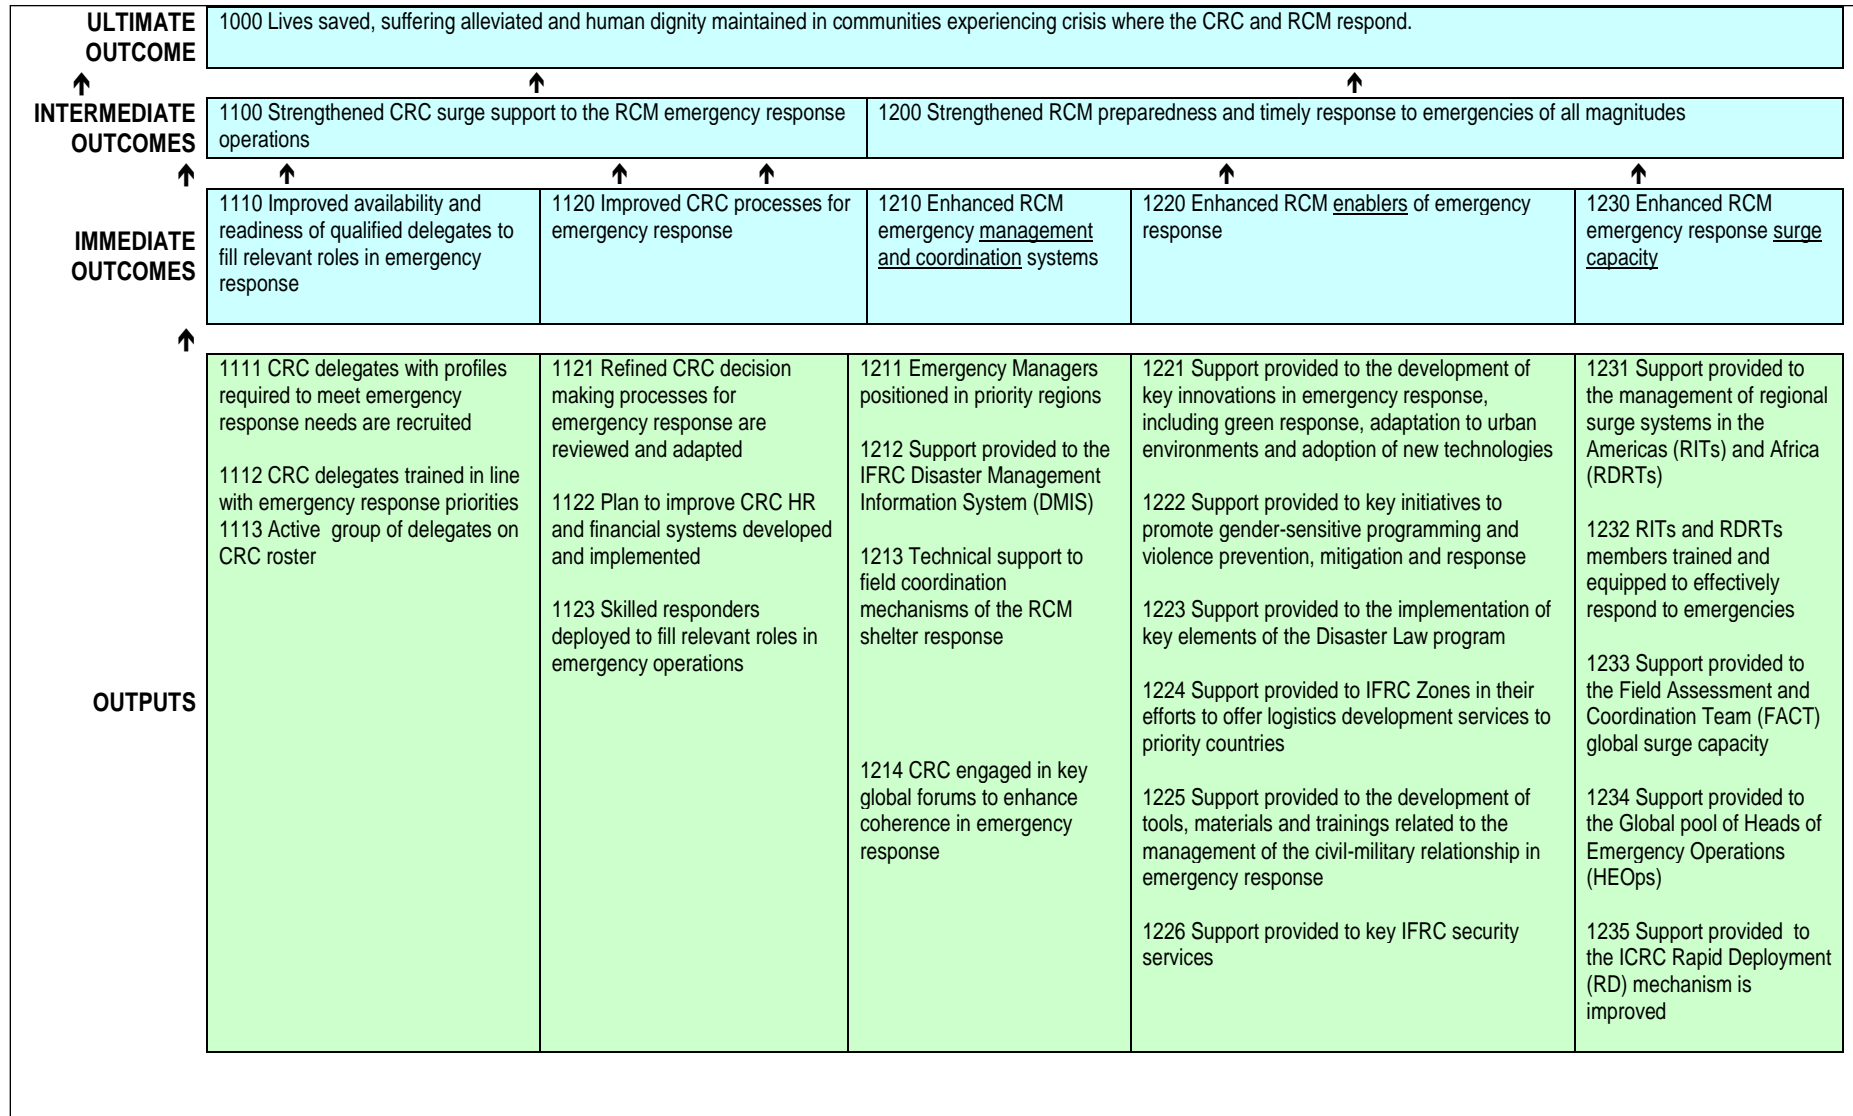 ULTIMATE
OUTCOME
1000 Lives saved, suffering alleviated and human dignity maintained in communities experiencing crisis where the CRC and RCM respond.
INTERMEDIATE
OUTCOMES
1100 Strengthened CRC surge support to the RCM emergency response
operations
1200 Strengthened RCM preparedness and timely response to emergencies of all magnitudes
IMMEDIATE
OUTCOMES
1110 Improved availability and
readiness of qualified delegates to
fill relevant roles in emergency
response
1120 Improved CRC processes for
emergency response
1210 Enhanced RCM
emergency management
and coordination systems
1220 Enhanced RCM enablers of emergency
response
1230 Enhanced RCM
emergency response surge
capacity
OUTPUTS
1111 CRC delegates with profiles
required to meet emergency
response needs are recruited
1112 CRC delegates trained in line
with emergency response priorities
1113 Active  group of delegates on
CRC roster
1121 Refined CRC decision
making processes for
emergency response are
reviewed and adapted
1122 Plan to improve CRC HR
and financial systems developed
and implemented
1123 Skilled responders
deployed to fill relevant roles in
emergency operations
1211 Emergency Managers
positioned in priority regions
1212 Support provided to the
IFRC Disaster Management
Information System (DMIS)
1213 Technical support to
field coordination
mechanisms of the RCM
shelter response
1214 CRC engaged in key
global forums to enhance
coherence in emergency
response
1221 Support provided to the development of
key innovations in emergency response,
including green response, adaptation to urban
environments and adoption of new technologies
1222 Support provided to key initiatives to
promote gender-sensitive programming and
violence prevention, mitigation and response
1223 Support provided to the implementation of
key elements of the Disaster Law program
1224 Support provided to IFRC Zones in their
efforts to offer logistics development services to
priority countries
1225 Support provided to the development of
tools, materials and trainings related to the
management of the civil-military relationship in
emergency response
1226 Support provided to key IFRC security
services
1231 Support provided to
the management of regional
surge systems in the
Americas (RITs) and Africa
(RDRTs)
1232 RITs and RDRTs
members trained and
equipped to effectively
respond to emergencies
1233 Support provided to
the Field Assessment and
Coordination Team (FACT)
global surge capacity
1234 Support provided to
the Global pool of Heads of
Emergency Operations
(HEOps)
1235 Support provided  to
the ICRC Rapid Deployment
(RD) mechanism is
improved